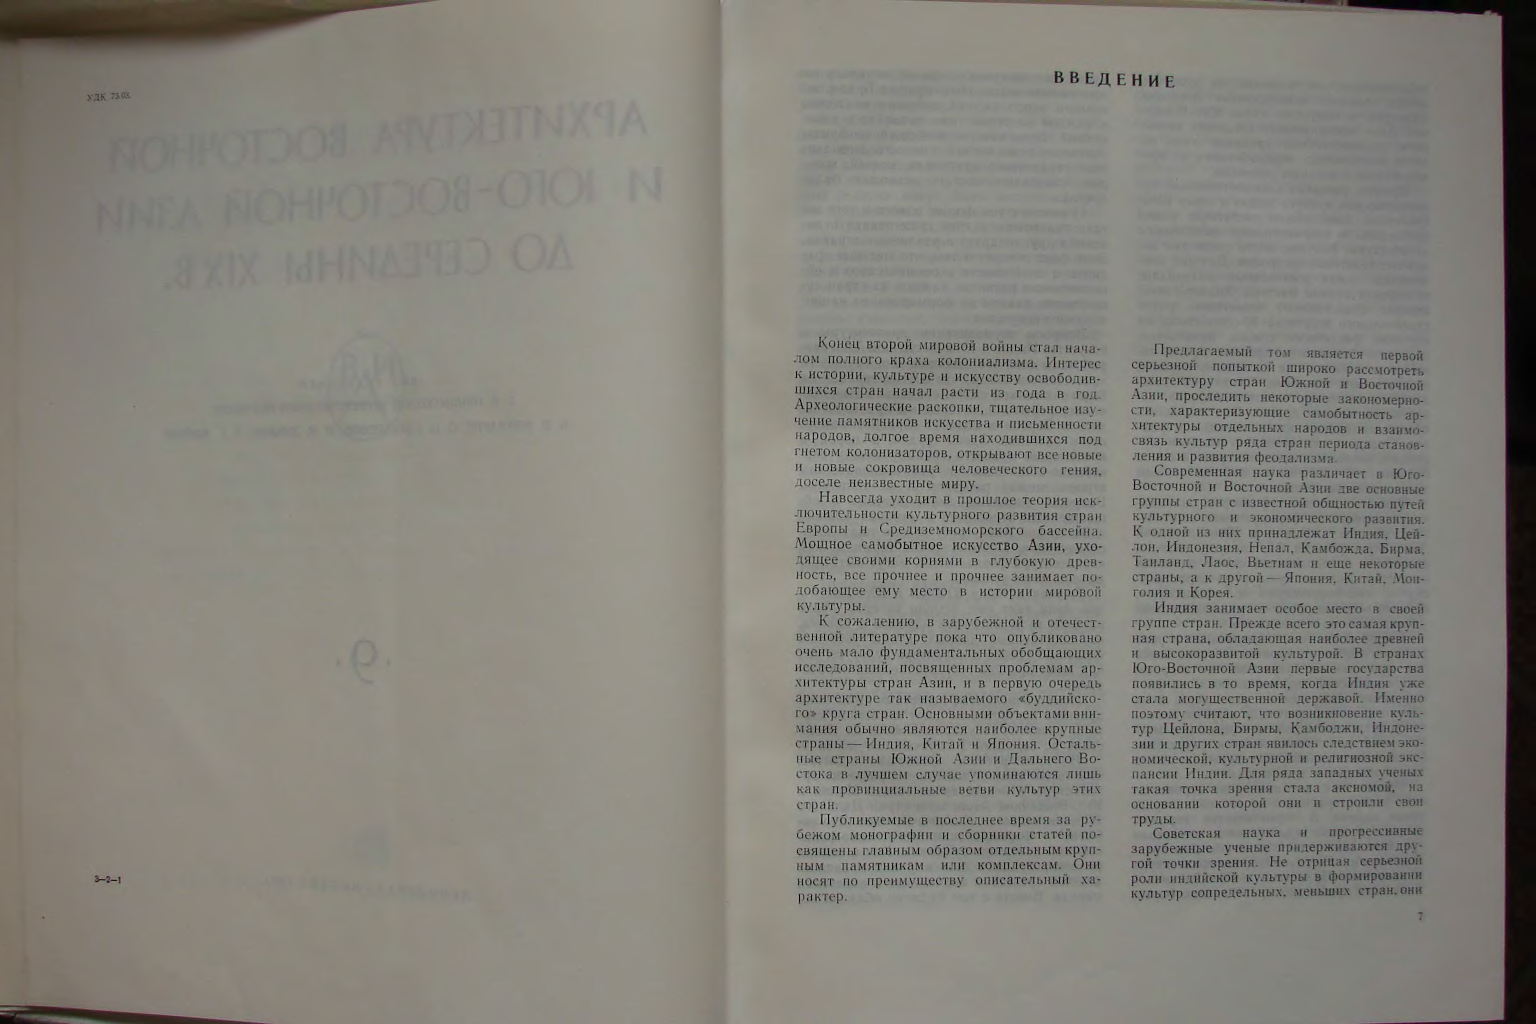 УДК 73.03.
3—2—1
ВВЕДЕНИЕ
Конец второй мировой войны стал нача-
лом полного краха колониализма. Интерес
к истории, культуре и искусству освободив-
шихся стран начал расти из года в год.
Археологические раскопки, тщательное изу-
чение памятников искусства и письменности
народов, долгое время находившихся под
гнетом колонизаторов, открывают все новые
и новые сокровища человеческого гения,
доселе неизвестные миру.
Навсегда уходит в прошлое теория иск-
лючительности культурного развития стран
Европы и Средиземноморского бассейна.
Мощное самобытное искусство Азии, ухо-
дящее своими корнями в глубокую древ-
ность, все прочнее и прочнее занимает по-
добающее ему место в истории мировой
культуры.
К сожалению, в зарубежной и отечест-
венной литературе пока что опубликовано
очень мало фундаментальных обобщающих
исследований, посвященных проблемам ар-
хитектуры стран Азии, и в первую очередь
архитектуре так называемого «буддийско-
го» круга стран. Основными объектами вни-
мания обычно являются наиболее крупные
страны — Индия, Китай и Япония. Осталь-
ные страны Южной Азии и Дальнего Во-
стока в лучшем случае упоминаются лишь
как провинциальные ветви культур этих
стран.
Публикуемые в последнее время за ру-
бежом монографии и сборники статей по-
священы главным образом отдельным круп-
ным памятникам или комплексам. Они
носят по преимуществу описательный ха-
рактер.
Предлагаемый том является первой
серьезной попыткой широко рассмотреть
архитектуру стран Южной и Восточной
Азии, проследить некоторые закономерно-
сти, характеризующие самобытность ар-
хитектуры отдельных народов и взаимо-
связь культур ряда стран периода станов-
ления и развития феодализма.
Современная наука различает в Юго-
Восточной и Восточной Азии две основные
группы стран с известной общностью путей
культурного и экономического развития.
К одной из них принадлежат Индия, Цей-
лон, Индонезия, Непал, Камбожда, Бирма,
Таиланд, Лаос, Вьетнам и еще некоторые
страны, а к другой — Япония, Китай, Мон-
голия и Корея.
Индия занимает особое место в своей
группе стран. Прежде всего это самая круп-
ная страна, обладающая наиболее древней
и высокоразвитой культурой. В странах
Юго-Восточной Азии первые государства
появились в то время, когда Индия уже
стала могущественной державой. Именно
поэтому считают, что возникновение куль-
тур Цейлона, Бирмы, Камбоджи, Индоне-
зии и других стран явилось следствием эко-
номической, культурной и религиозной экс-
пансии Индии. Для ряда западных ученых
такая точка зрения стала аксиомой, на
основании которой они и строили свои
труды.
Советская наука и прогрессивные
зарубежные ученые придерживаются дру-
гой точки зрения. Не отрицая серьезной
роли индийской культуры в формировании
культур сопредельных, меньших стран, они
7